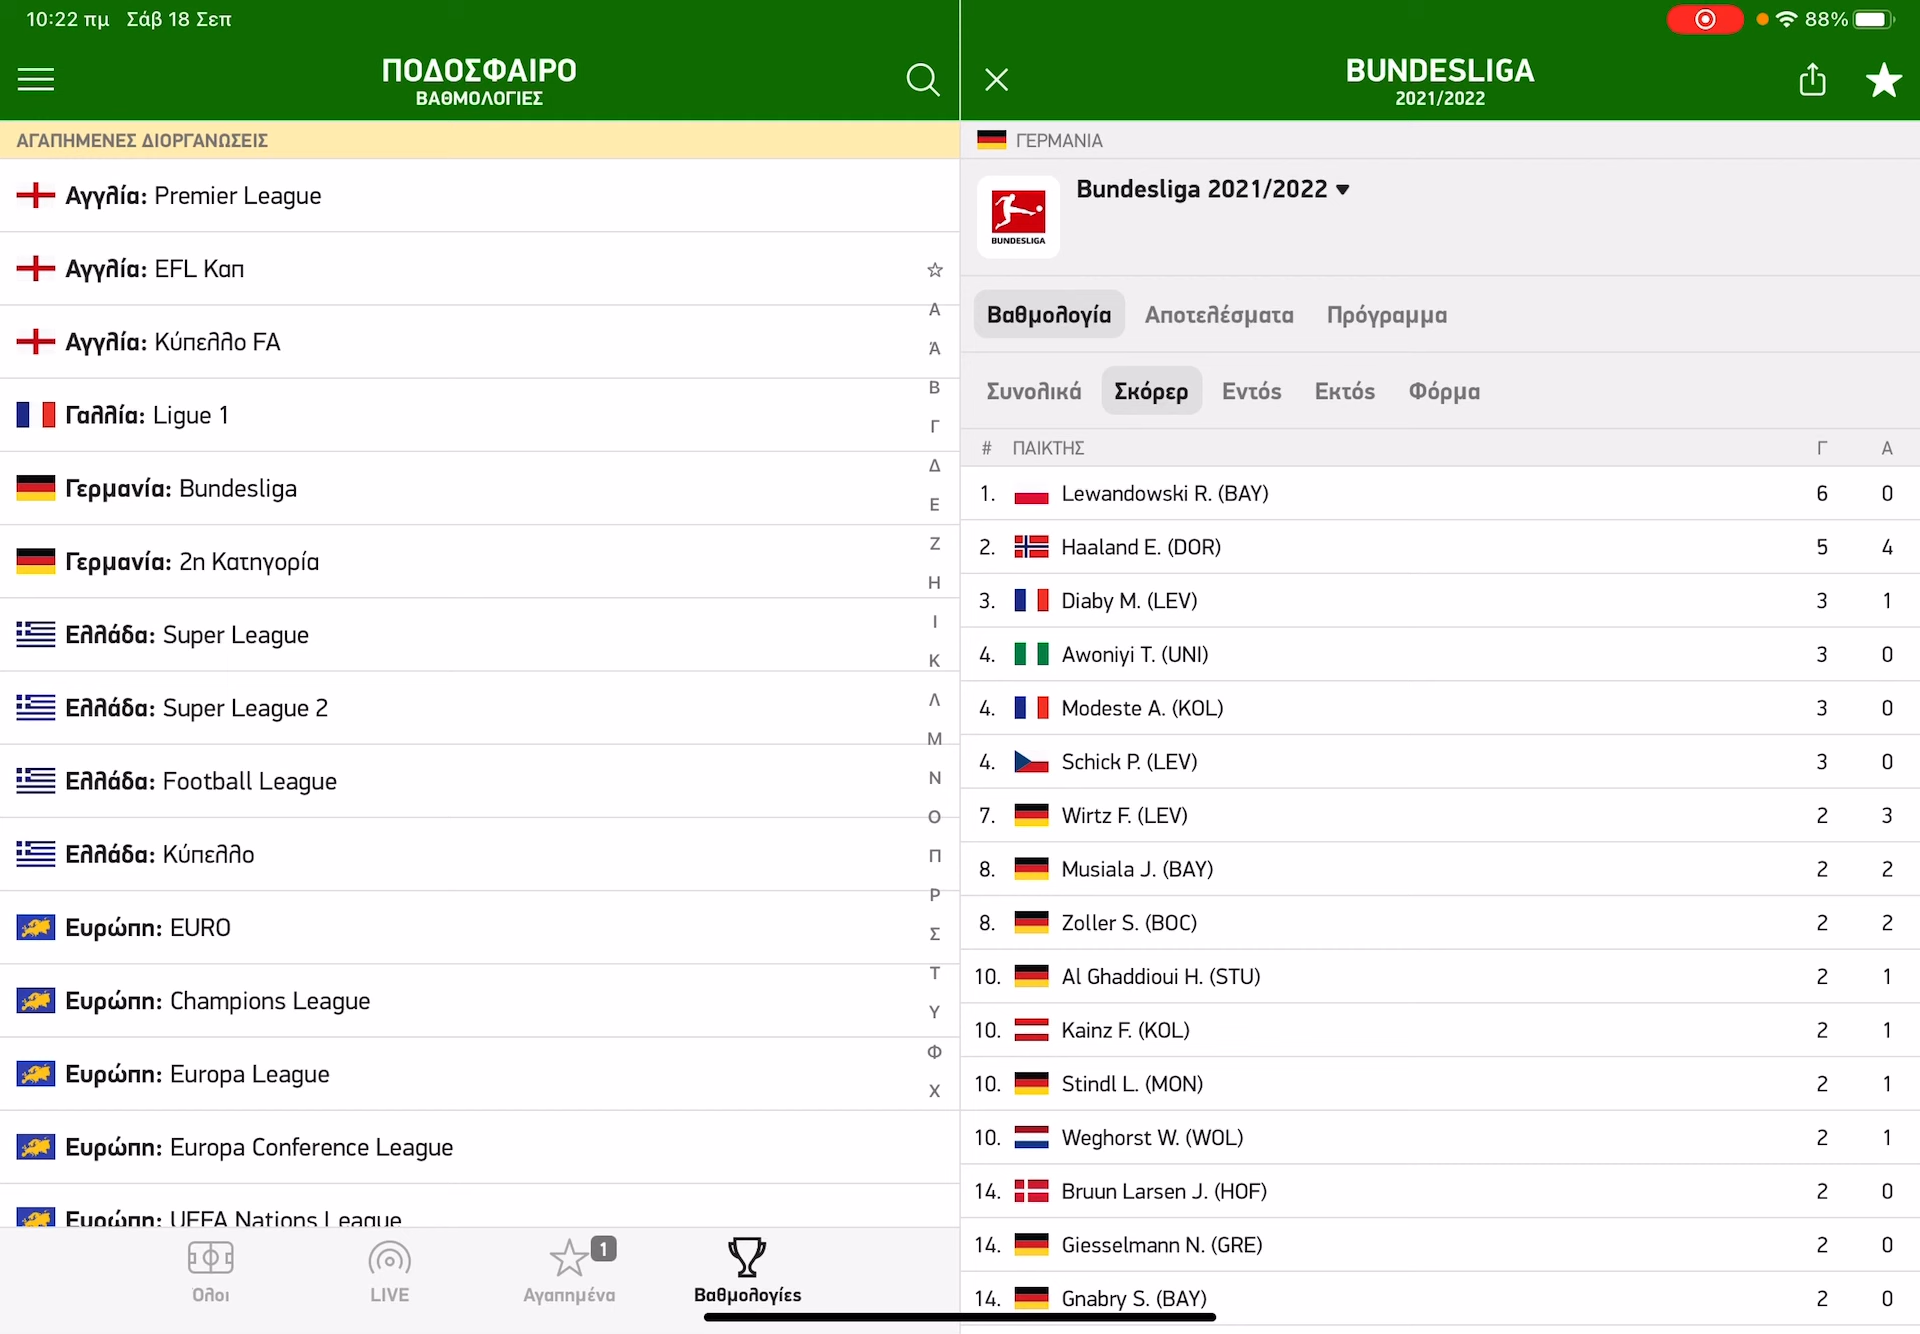 10:22 πμ Σάβ 18 Σεπ
88%
ΠΟΔΟΣΦΑΙΡΟ
ΒΑΘΜΟΛΟΓΙΕΣ
ΑΓΑΠΗΜΕΝΕΣ ΔΙΟΡΓΑΝΩΣΕΙΣ
Αγγλία: Premier League
Αγγλία: EFL Καπ
Αγγλία: Κύπελλο FA
Γαλλία: Ligue 1
Γερμανία: Bundesliga
Γερμανία: 2η Κατηγορία
Ελλάδα: Super League
Ελλάδα: Super League 2
Ελλάδα: Football League
Ελλάδα: Κύπελλο
Ευρώπη: EURO
Ευρώπη: Champions League
Ευρώπη: Europa League
Ευρώπη: Europa Conference League
Ευρώπη: UEFA Nations League
Α
Ά
Β
Γ
Δ
Ε
Ζ
Η
Ι
Κ
Λ
Μ
Ν
Ο
Π
Ρ
Σ
Τ
Υ
Φ
Χ
Όλοι
LIVE
1
Αγαπημένα
Βαθμολογίες
BUNDESLIGA
2021/2022
ΓΕΡΜΑΝΙΑ
BUNDESLIGA
Bundesliga 2021/2022
Βαθμολογία Αποτελέσματα Πρόγραμμα
Συνολικά Σκόρερ Εντός Εκτός Φόρμα
# ΠΑΙΚΤΗΣ Γ Α
1. Lewandowski R. (BAY) 6 0
2. Haaland E. (DOR) 5 4
3. Diaby M. (LEV) 3 1
4. Awoniyi T. (UNI) 3 0
4. Modeste A. (KOL) 3 0
4. Schick P. (LEV) 3 0
7. Wirtz F. (LEV) 2 3
8. Musiala J. (BAY) 2 2
8. Zoller S. (BOC) 2 2
10. Al Ghaddioui H. (STU) 2 1
10. Kainz F. (KOL) 2 1
10. Stindl L. (MON) 2 1
10. Weghorst W. (WOL) 2 1
14. Bruun Larsen J. (HOF) 2 0
14. Giesselmann N. (GRE) 2 0
14. Gnabry S. (BAY) 2 0